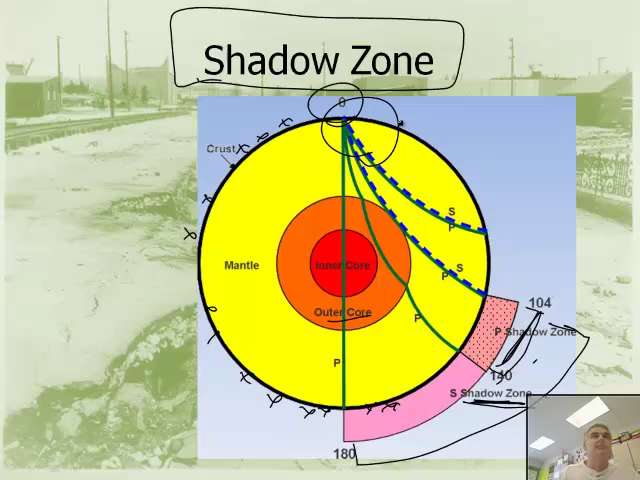 Shadow Zone
0
Crust
S
P
Mantle
Inner Core
S
P
104
Outer Core
P
P Shadow Zone
P
140
S Shadow Zone
180